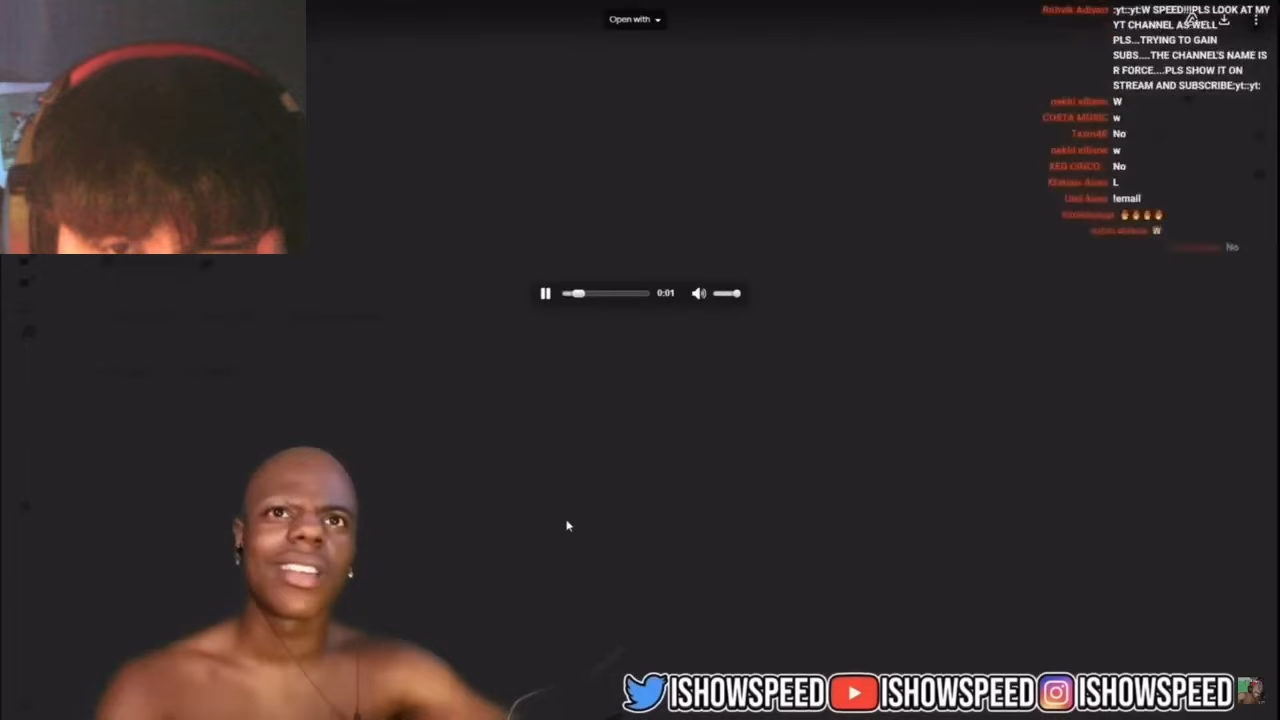 Open with
:yt::yt:W SPEED!!!PLS LOOK AT MY
YT CHANNEL AS WELL
PLS...TRYING TO GAIN
SUBS....THE CHANNEL'S NAME IS
R FORCE....PLS SHOW IT ON
STREAM AND SUBSCRIBE:yt::yt:
W
w
No
w
No
L
!email
W
No
0:01
ISHOWSPEED ISHOWSPEED ISHOWSPEED